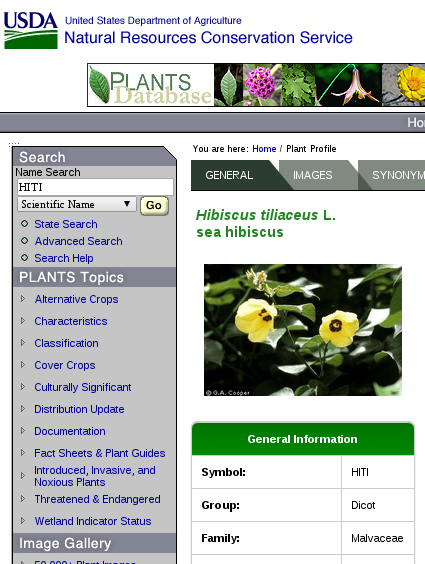 USDA
United States Department of Agriculture
Natural Resources Conservation Service
PLANTS
Database
You are here: Home / Plant Profile
Search
Name Search
HITI
Scientific Name
Go
State Search
Advanced Search
Search Help
PLANTS Topics
Alternative Crops
Characteristics
Classification
Cover Crops
Culturally Significant
Distribution Update
Documentation
Fact Sheets & Plant Guides
Introduced, Invasive, and
Noxious Plants
Threatened & Endangered
Wetland Indicator Status
Image Gallery
GENERAL
IMAGES
SYNONYM
Hibiscus tiliaceus L.
sea hibiscus
© G.A. Cooper
General Information
Symbol: HITI
Group: Dicot
Family: Malvaceae